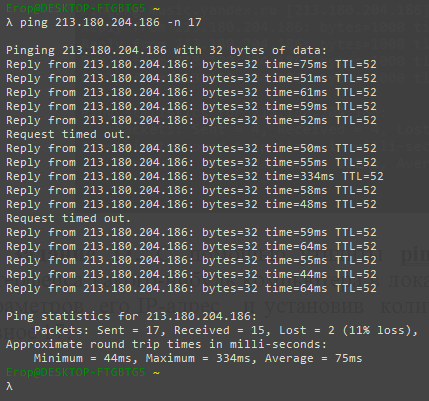 Егор@DESKTOP-FTGBTG5 ~
λ ping 213.180.204.186 -n 17
Pinging 213.180.204.186 with 32 bytes of data:
Reply from 213.180.204.186: bytes=32 time=75ms TTL=52
Reply from 213.180.204.186: bytes=32 time=51ms TTL=52
Reply from 213.180.204.186: bytes=32 time=61ms TTL=52
Reply from 213.180.204.186: bytes=32 time=59ms TTL=52
Reply from 213.180.204.186: bytes=32 time=52ms TTL=52
Request timed out.
Reply from 213.180.204.186: bytes=32 time=50ms TTL=52
Reply from 213.180.204.186: bytes=32 time=55ms TTL=52
Reply from 213.180.204.186: bytes=32 time=334ms TTL=52
Reply from 213.180.204.186: bytes=32 time=58ms TTL=52
Reply from 213.180.204.186: bytes=32 time=48ms TTL=52
Request timed out.
Reply from 213.180.204.186: bytes=32 time=59ms TTL=52
Reply from 213.180.204.186: bytes=32 time=64ms TTL=52
Reply from 213.180.204.186: bytes=32 time=55ms TTL=52
Reply from 213.180.204.186: bytes=32 time=44ms TTL=52
Reply from 213.180.204.186: bytes=32 time=64ms TTL=52
Ping statistics for 213.180.204.186:
Packets: Sent = 17, Received = 15, Lost = 2 (11% loss),
Approximate round trip times in milli-seconds:
Minimum = 44ms, Maximum = 334ms, Average = 75ms
Егор@DESKTOP-FTGBTG5 ~
λ